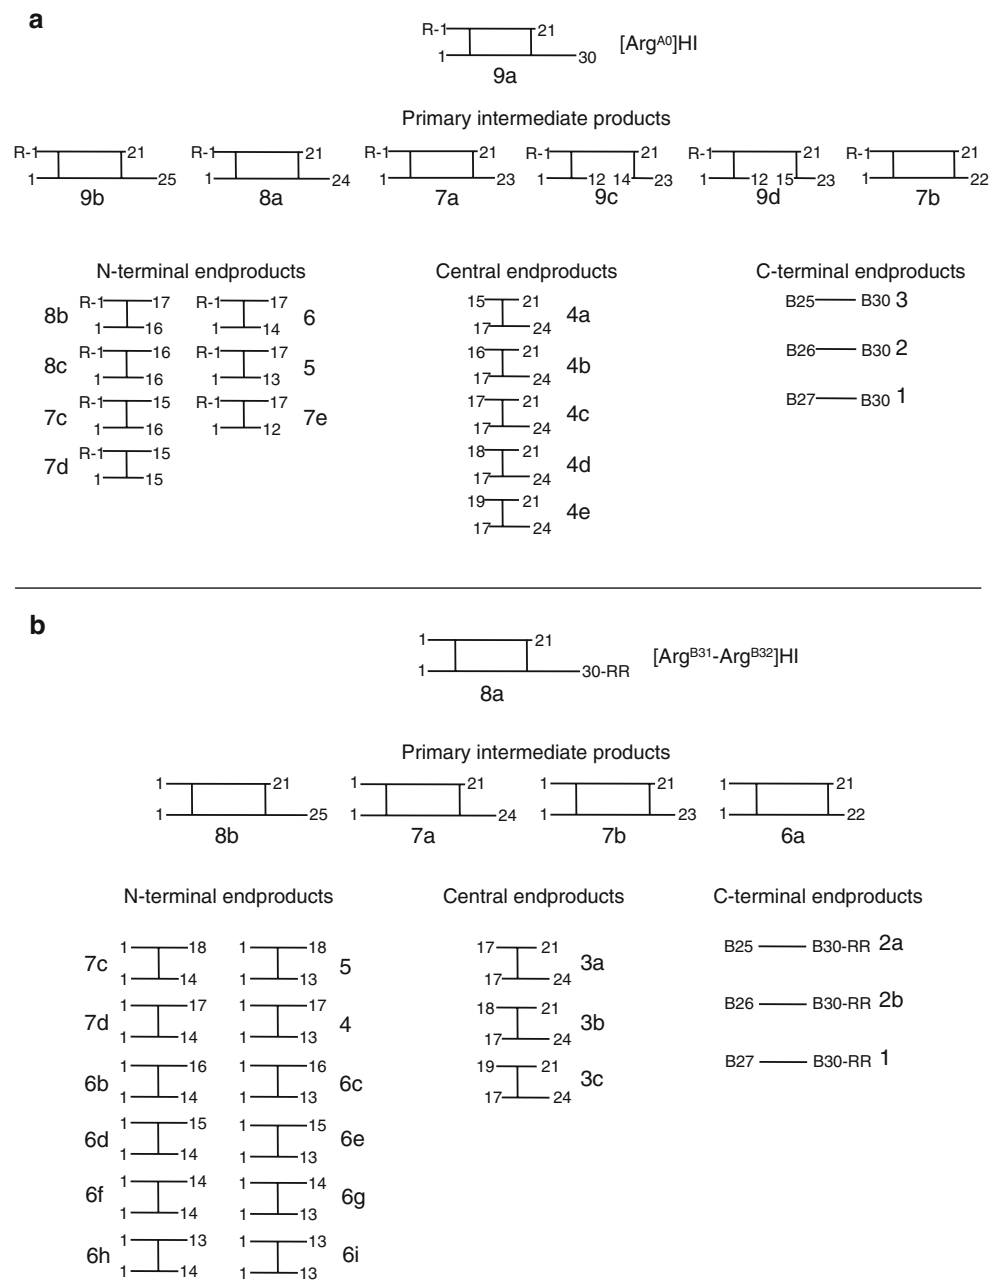 a
R-1 21 [Arg^A0]HI
1 30
9a
Primary intermediate products
R-1 21 R-1 21 R-1 21 R-1 21 R-1 21 R-1 21
1 25 1 24 1 23 1 12 14 23 1 12 15 23 1 22
9b 8a 7a 9c 9d 7b
N-terminal endproducts Central endproducts C-terminal endproducts
8b R-1 17 R-1 17 6 15 21 4a B25 B30 3
1 16 1 14 17 24
8c R-1 16 R-1 17 5 16 21 4b B26 B30 2
1 16 1 13 17 24
7c R-1 15 R-1 17 7e 17 21 4c B27 B30 1
1 16 1 12 17 24
7d R-1 15 18 21 4d
1 15 17 24
19 21 4e
17 24
b
1 21 [Arg^B31-Arg^B32]HI
1 30-RR
8a
Primary intermediate products
1 21 1 21 1 21 1 21
1 25 1 24 1 23 1 22
8b 7a 7b 6a
N-terminal endproducts Central endproducts C-terminal endproducts
7c 1 18 1 18 5 17 21 3a B25 B30-RR 2a
1 14 1 13 17 24
7d 1 17 1 17 4 18 21 3b B26 B30-RR 2b
1 14 1 13 17 24
6b 1 16 1 16 6c 19 21 3c B27 B30-RR 1
1 14 1 13 17 24
6d 1 15 1 15 6e
1 14 1 13
6f 1 14 1 14 6g
1 14 1 13
6h 1 13 1 13 6i
1 14 1 13